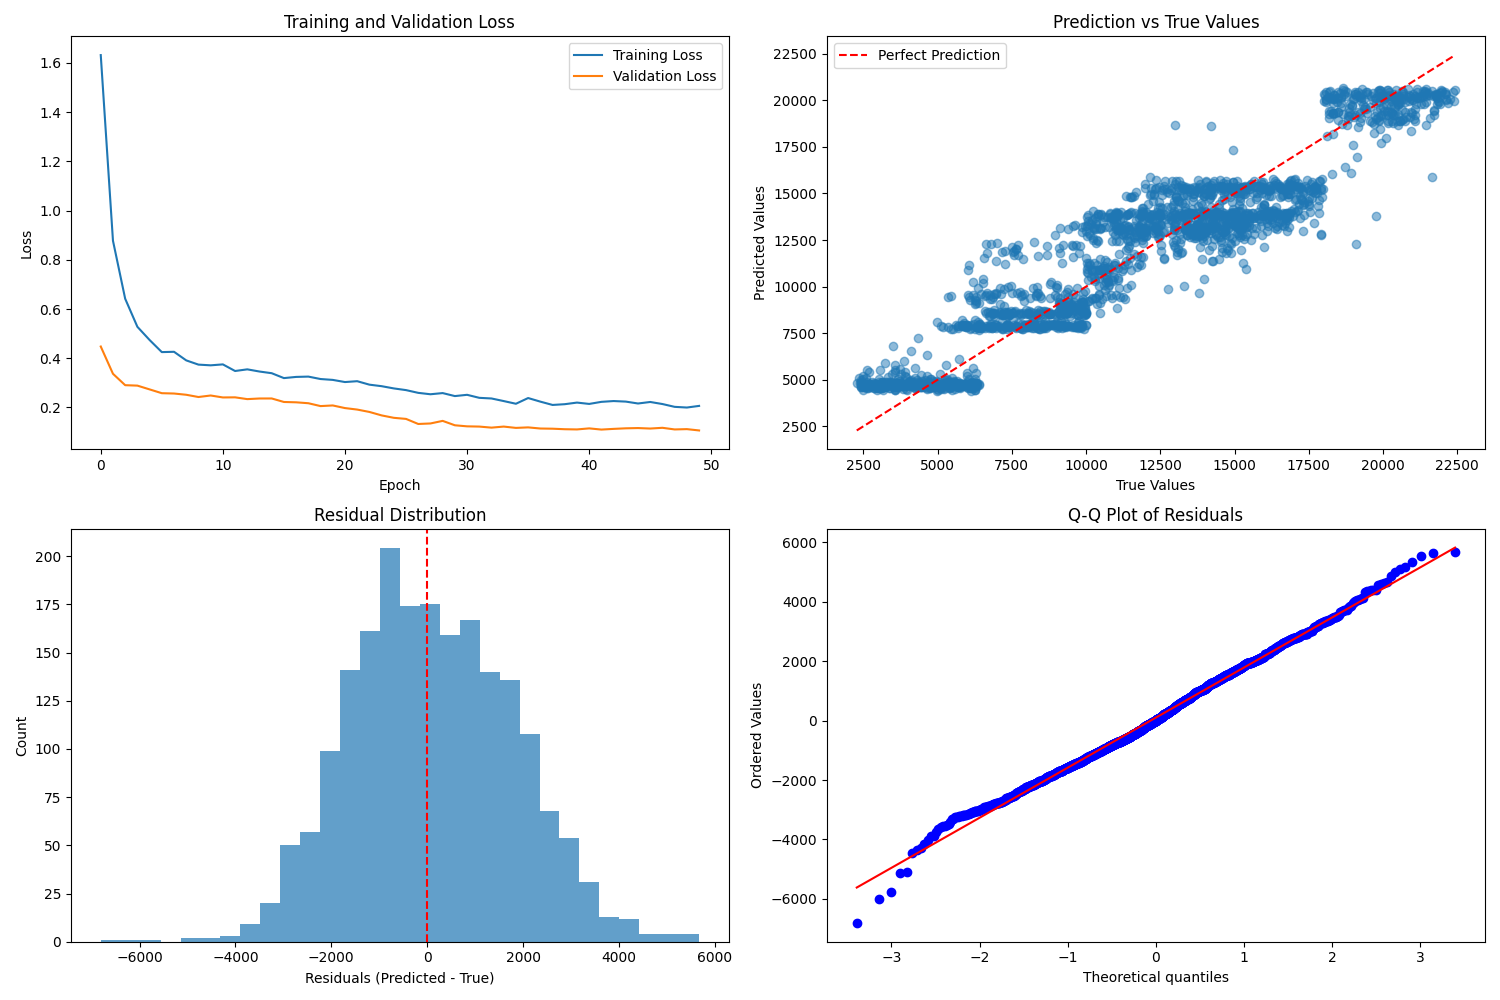 Training and Validation Loss
Training Loss
Validation Loss
1.6
1.4
1.2
1.0
0.8
0.6
0.4
0.2
Loss
0 10 20 30 40 50
Epoch
Prediction vs True Values
Perfect Prediction
22500
20000
17500
15000
12500
10000
7500
5000
2500
Predicted Values
2500 5000 7500 10000 12500 15000 17500 20000 22500
True Values
Residual Distribution
200
175
150
125
100
75
50
25
0
Count
−6000 −4000 −2000 0 2000 4000 6000
Residuals (Predicted - True)
Q-Q Plot of Residuals
6000
4000
2000
0
−2000
−4000
−6000
Ordered Values
−3 −2 −1 0 1 2 3
Theoretical quantiles